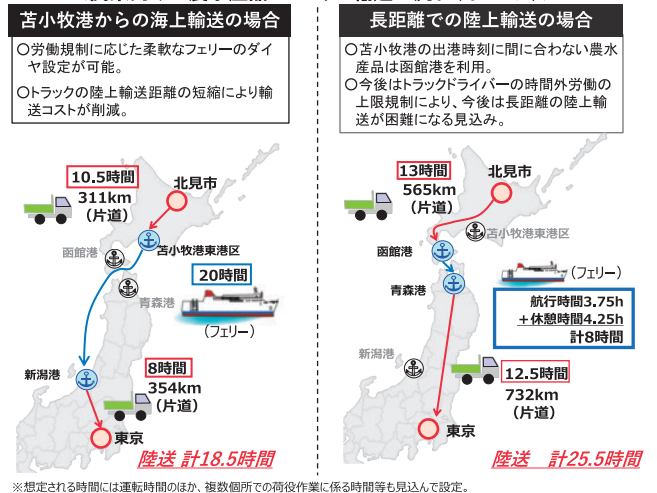 苫小牧港からの海上輸送の場合
○労働規制に応じた柔軟なフェリーのダイ
ヤ設定が可能。
○トラックの陸上輸送距離の短縮により輸
送コストが削減。
10.5時間
311km
(片道)
北見市
函館港
苫小牧港東港区
20時間
青森港
(フェリー)
新潟港
8時間
354km
(片道)
東京
陸送 計18.5時間
長距離での陸上輸送の場合
○苫小牧港の出港時刻に間に合わない農水
産品は函館港を利用。
○今後はトラックドライバーの時間外労働の
上限規制により、今後は長距離の陸上輸
送が困難になる見込み。
13時間
565km
(片道)
北見市
苫小牧港東港区
函館港
青森港
(フェリー)
航行時間3.75h
+休憩時間4.25h
計8時間
新潟港
12.5時間
732km
(片道)
東京
陸送 計25.5時間
※想定される時間には運転時間のほか、複数個所での荷役作業に係る時間等も見込んで設定。